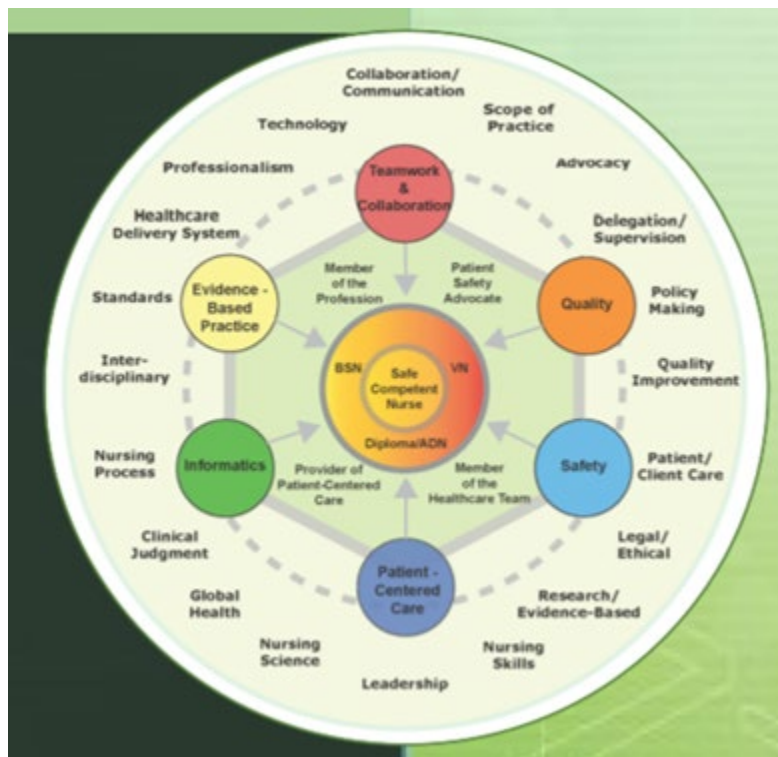 Collaboration/
Communication
Scope of
Practice
Advocacy
Delegation/
Supervision
Policy
Making
Quality
Improvement
Patient/
Client Care
Legal/
Ethical
Research/
Evidence-Based
Nursing
Skills
Leadership
Nursing
Science
Global
Health
Clinical
Judgment
Nursing
Process
Inter-
disciplinary
Standards
Healthcare
Delivery System
Professionalism
Technology
Teamwork
&
Collaboration
Quality
Safety
Patient -
Centered
Care
Informatics
Evidence -
Based
Practice
Member
of the
Profession
Patient
Safety
Advocate
Member
of the
Healthcare Team
Provider of
Patient-Centered
Care
BSN
VN
Diploma/ADN
Safe
Competent
Nurse